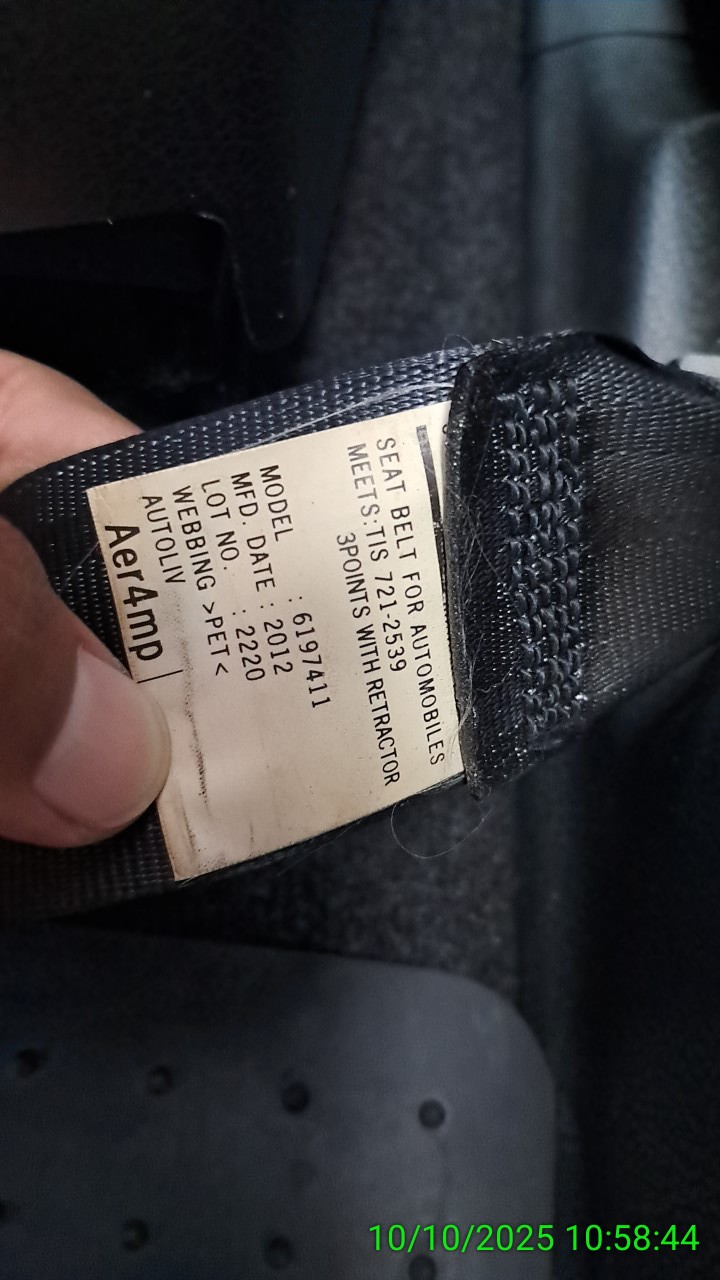 SEAT BELT FOR AUTOMOBILES
MEETS:TIS 721-2539
3POINTS WITH RETRACTOR
MODEL : 6197411
MFD. DATE : 2012
LOT NO. : 2220
WEBBING >PET<
AUTOLIV
Aer4mp
10/10/2025 10:58:44